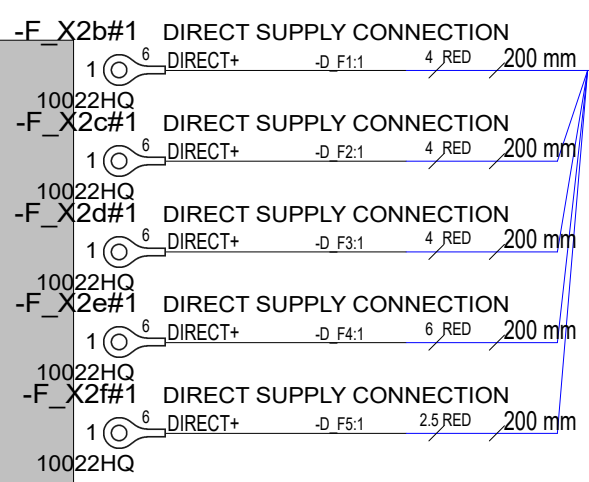 -F_X2b#1 DIRECT SUPPLY CONNECTION
1 6 DIRECT+ -D_F1:1 4 RED 200 mm
10022HQ
-F_X2c#1 DIRECT SUPPLY CONNECTION
1 6 DIRECT+ -D_F2:1 4 RED 200 mm
10022HQ
-F_X2d#1 DIRECT SUPPLY CONNECTION
1 6 DIRECT+ -D_F3:1 4 RED 200 mm
10022HQ
-F_X2e#1 DIRECT SUPPLY CONNECTION
1 6 DIRECT+ -D_F4:1 6 RED 200 mm
10022HQ
-F_X2f#1 DIRECT SUPPLY CONNECTION
1 6 DIRECT+ -D_F5:1 2.5 RED 200 mm
10022HQ